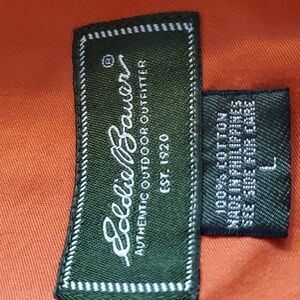 Eddie Bauer®
AUTHENTIC OUTDOOR OUTFITTER
EST. 1920
100% COTTON
MADE IN PHILIPPINES
SEE SIDE FOR CARE
L